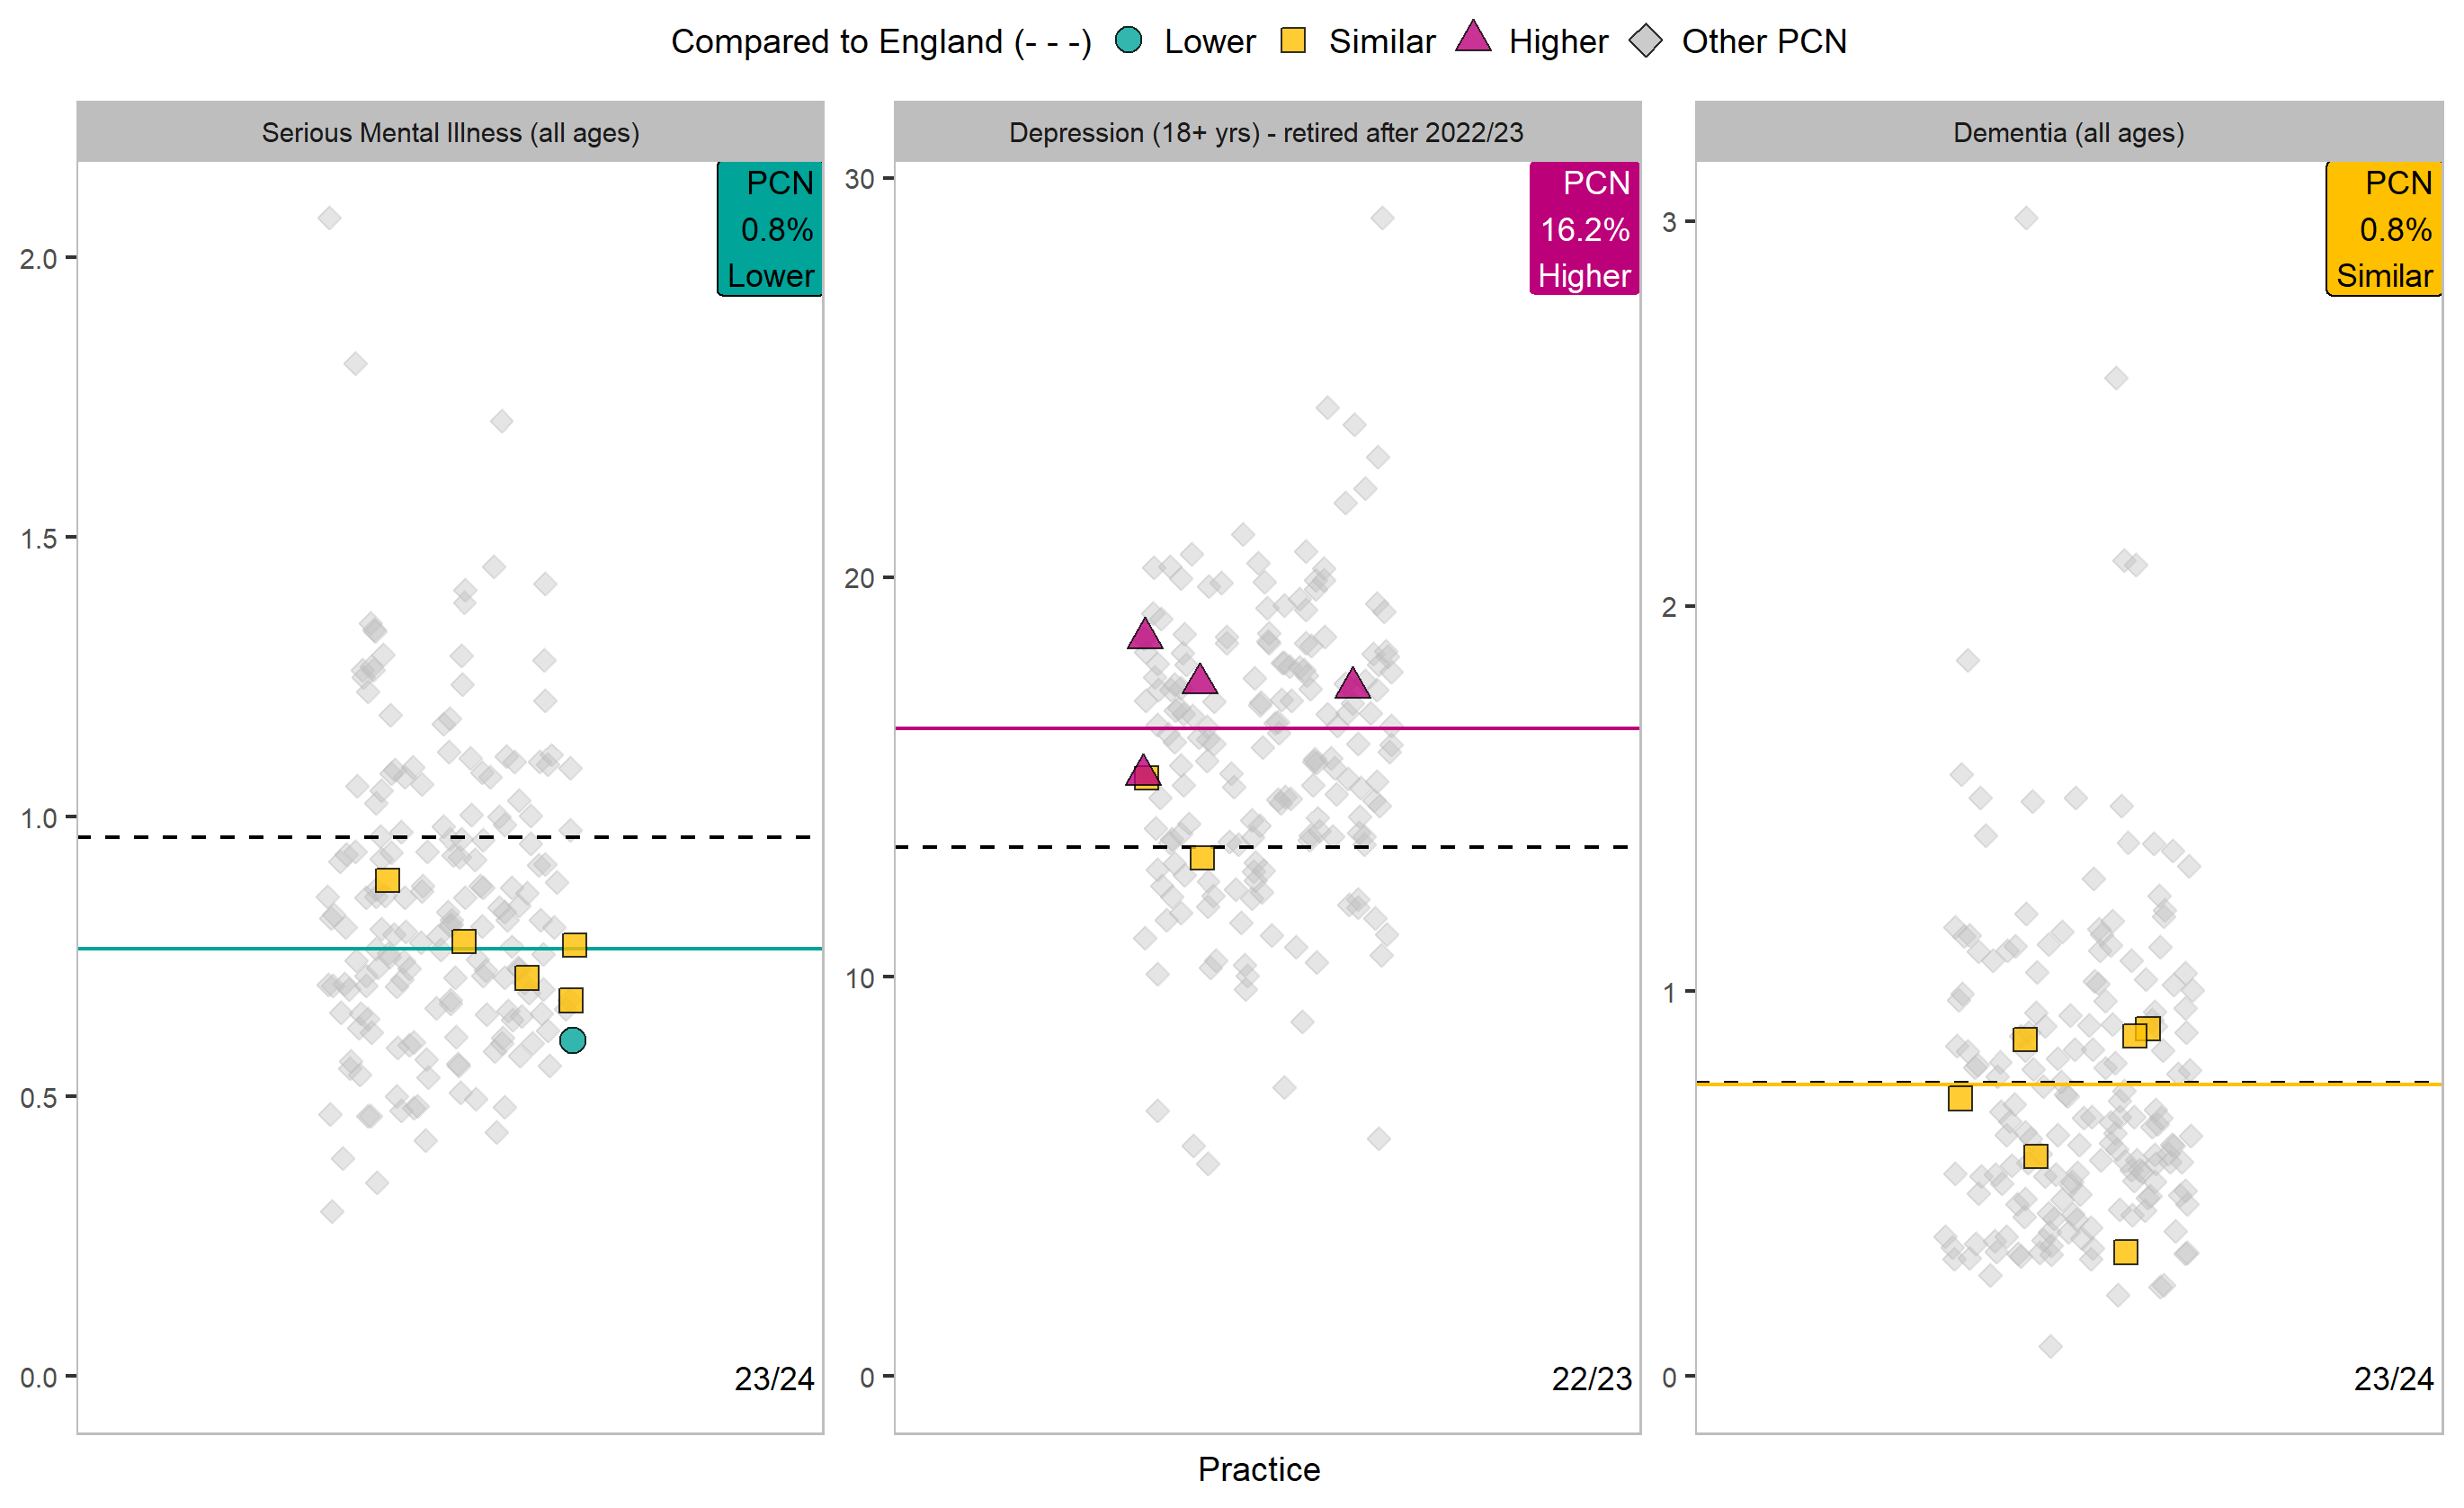 Compared to England (- - -) Lower Similar Higher Other PCN
Serious Mental Illness (all ages)
PCN
0.8%
Lower
2.0
1.5
1.0
0.5
0.0
23/24
Depression (18+ yrs) - retired after 2022/23
PCN
16.2%
Higher
30
20
10
0
22/23
Dementia (all ages)
PCN
0.8%
Similar
3
2
1
0
23/24
Practice